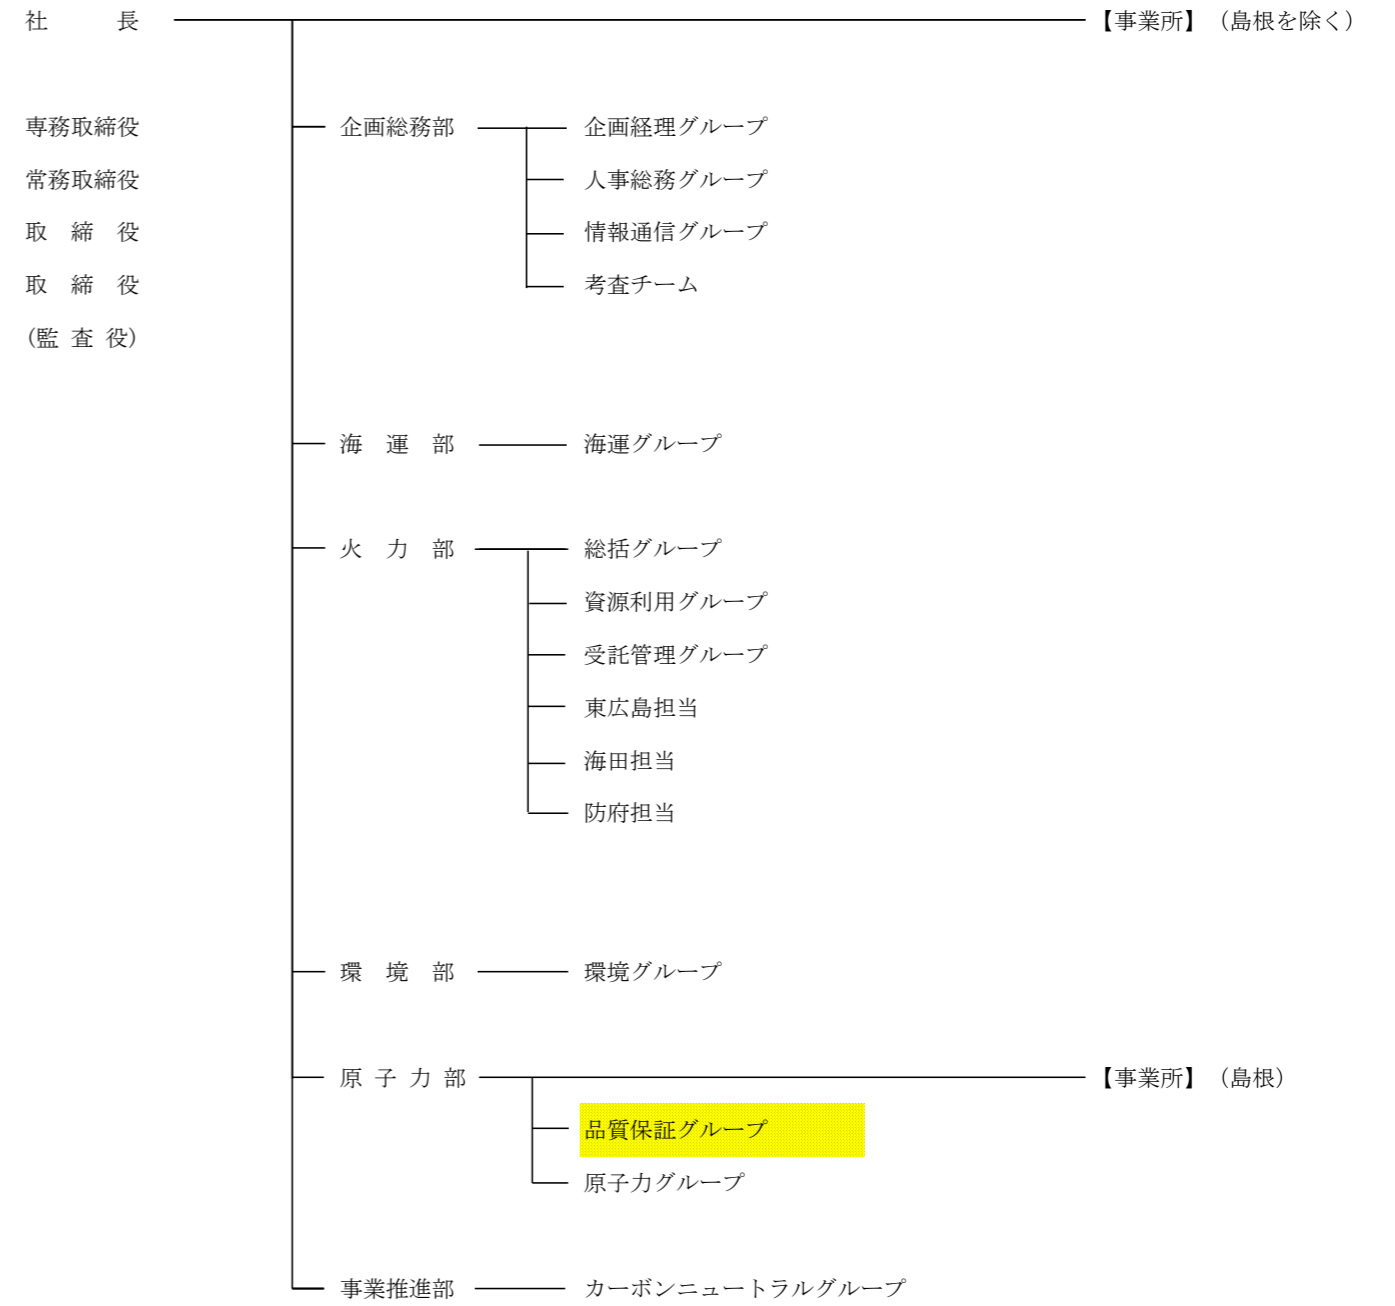 社長 【事業所】（島根を除く）
専務取締役 企画総務部 企画経理グループ
常務取締役 人事総務グループ
取締役 情報通信グループ
取締役 考査チーム
(監査役)
海運部 海運グループ
火力部 総括グループ
資源利用グループ
受託管理グループ
東広島担当
海田担当
防府担当
環境部 環境グループ
原子力部 【事業所】（島根）
品質保証グループ
原子力グループ
事業推進部 カーボンニュートラルグループ